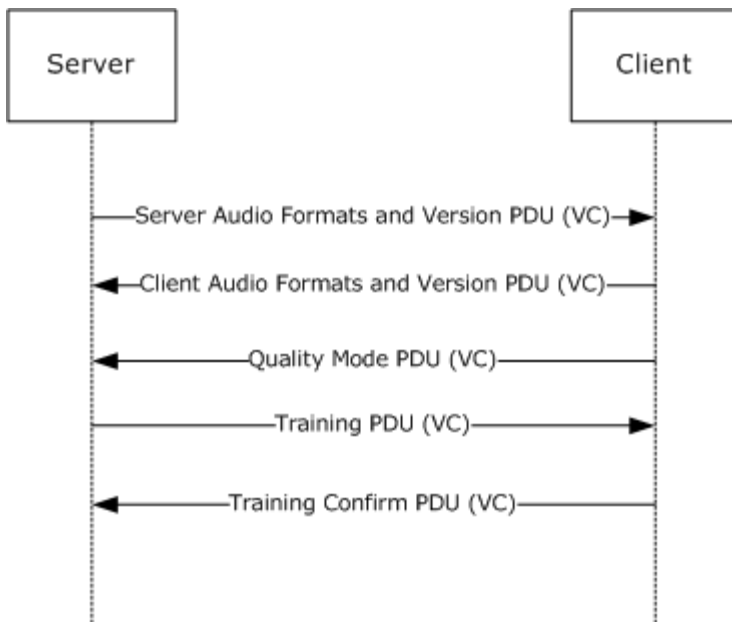 Server
Client
Server Audio Formats and Version PDU (VC)
Client Audio Formats and Version PDU (VC)
Quality Mode PDU (VC)
Training PDU (VC)
Training Confirm PDU (VC)